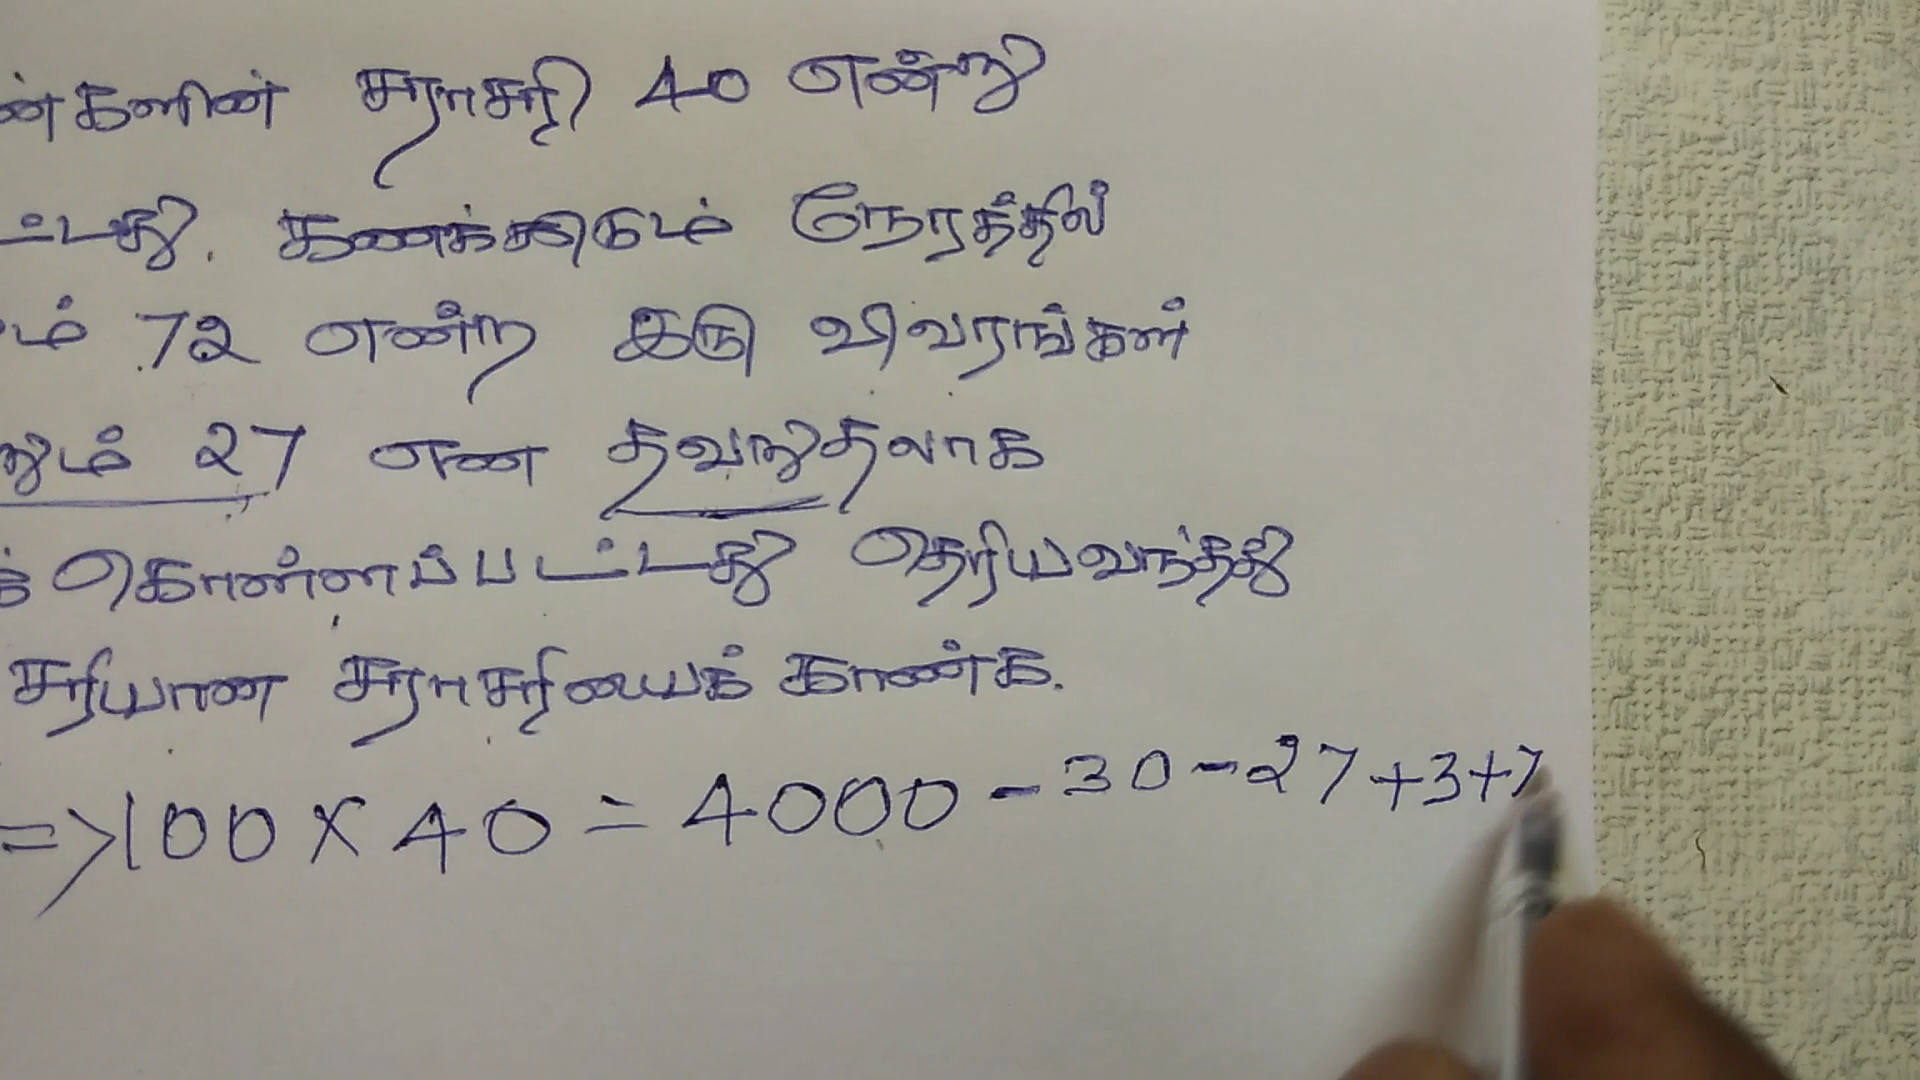 ண்களின் சராசரி 40 என்று
ட்டது. கணக்கிடும் நேரத்தில்
ம் 72 என்ற இரு விவரங்கள்
றும் 27 என தவறுதலாக
க் கொள்ளப்பட்டது தெரியவந்தது
சரியான சராசரியைக் காண்க.
=> 100 × 40 = 4000 - 30 - 27 + 3 + 7